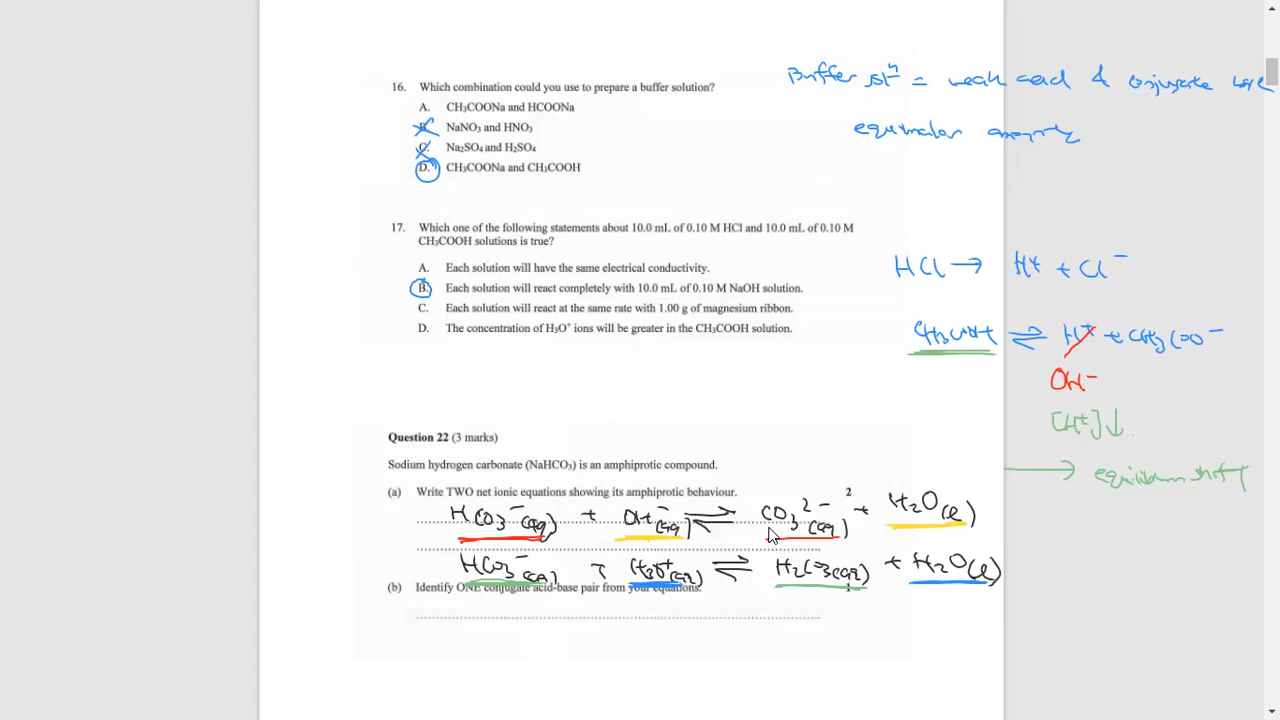 Buffer solⁿ = weak acid & conjugate base
equimolar
16. Which combination could you use to prepare a buffer solution?
A. CH₃COONa and HCOONa
B. NaNO₃ and HNO₃
C. Na₂SO₄ and H₂SO₄
D. CH₃COONa and CH₃COOH
17. Which one of the following statements about 10.0 mL of 0.10 M HCl and 10.0 mL of 0.10 M
CH₃COOH solutions is true?
A. Each solution will have the same electrical conductivity.
B. Each solution will react completely with 10.0 mL of 0.10 M NaOH solution.
C. Each solution will react at the same rate with 1.00 g of magnesium ribbon.
D. The concentration of H₃O⁺ ions will be greater in the CH₃COOH solution.
HCl → H⁺ + Cl⁻
CH₃COOH ⇌ H⁺ + CH₃COO⁻
OH⁻
[H⁺]↓
→ equilibrium shift
Question 22 (3 marks)
Sodium hydrogen carbonate (NaHCO₃) is an amphiprotic compound.
(a) Write TWO net ionic equations showing its amphiprotic behaviour. 2
HCO₃⁻(aq) + OH⁻(aq) ⇌ CO₃²⁻(aq) + H₂O(l)
HCO₃⁻(aq) + H₃O⁺(aq) ⇌ H₂CO₃(aq) + H₂O(l)
(b) Identify ONE conjugate acid-base pair from your equations. 1